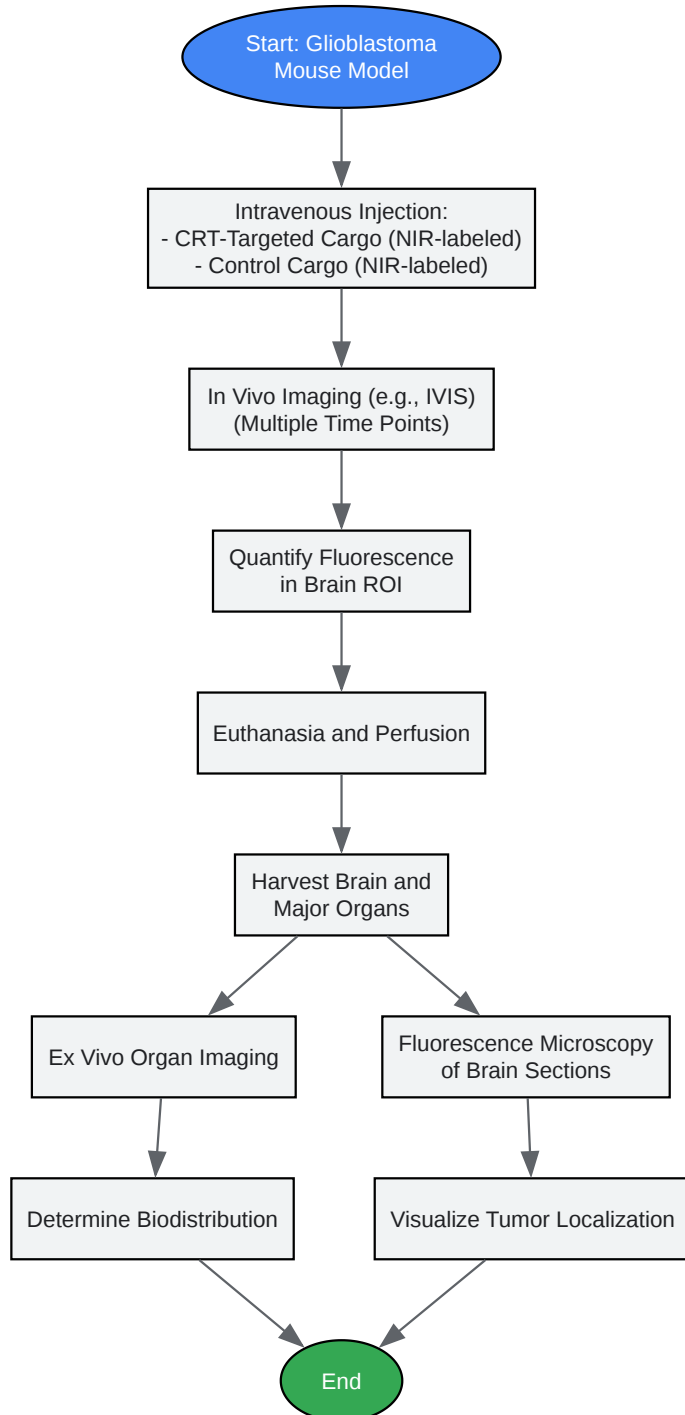 Start: Glioblastoma
Mouse Model
Intravenous Injection:
- CRT-Targeted Cargo (NIR-labeled)
- Control Cargo (NIR-labeled)
In Vivo Imaging (e.g., IVIS)
(Multiple Time Points)
Quantify Fluorescence
in Brain ROI
Euthanasia and Perfusion
Harvest Brain and
Major Organs
Ex Vivo Organ Imaging
Fluorescence Microscopy
of Brain Sections
Determine Biodistribution
Visualize Tumor Localization
End